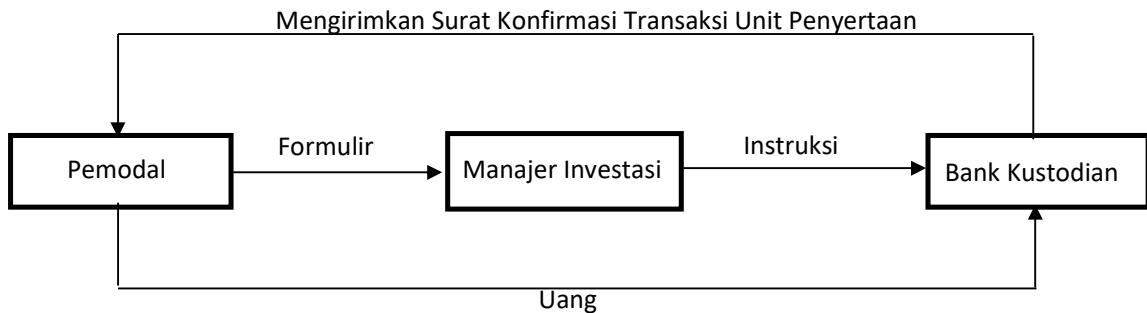 Mengirimkan Surat Konfirmasi Transaksi Unit Penyertaan
Pemodal
Formulir
Manajer Investasi
Instruksi
Bank Kustodian
Uang